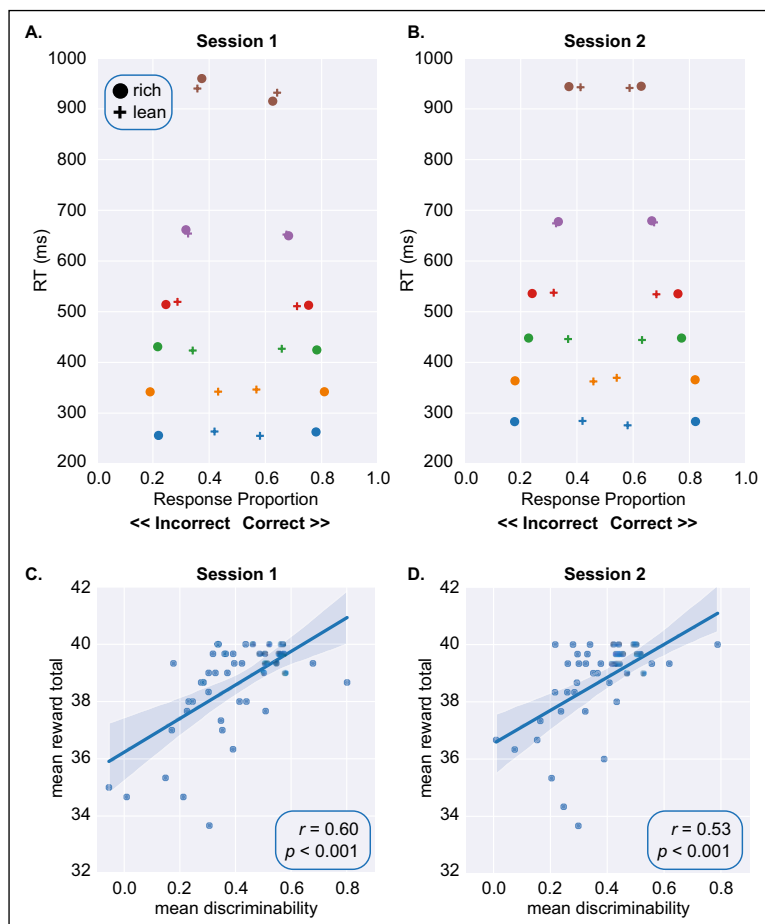 A.
Session 1
B.
Session 2
1000
900
800
700
600
500
400
300
200
RT (ms)
rich
lean
0.0 0.2 0.4 0.6 0.8 1.0
Response Proportion
<< Incorrect Correct >>
1000
900
800
700
600
500
400
300
200
RT (ms)
0.0 0.2 0.4 0.6 0.8 1.0
Response Proportion
<< Incorrect Correct >>
C.
Session 1
D.
Session 2
42
40
38
36
34
32
mean reward total
r = 0.60
p < 0.001
0.0 0.2 0.4 0.6 0.8
mean discriminability
42
40
38
36
34
32
mean reward total
r = 0.53
p < 0.001
0.0 0.2 0.4 0.6 0.8
mean discriminability